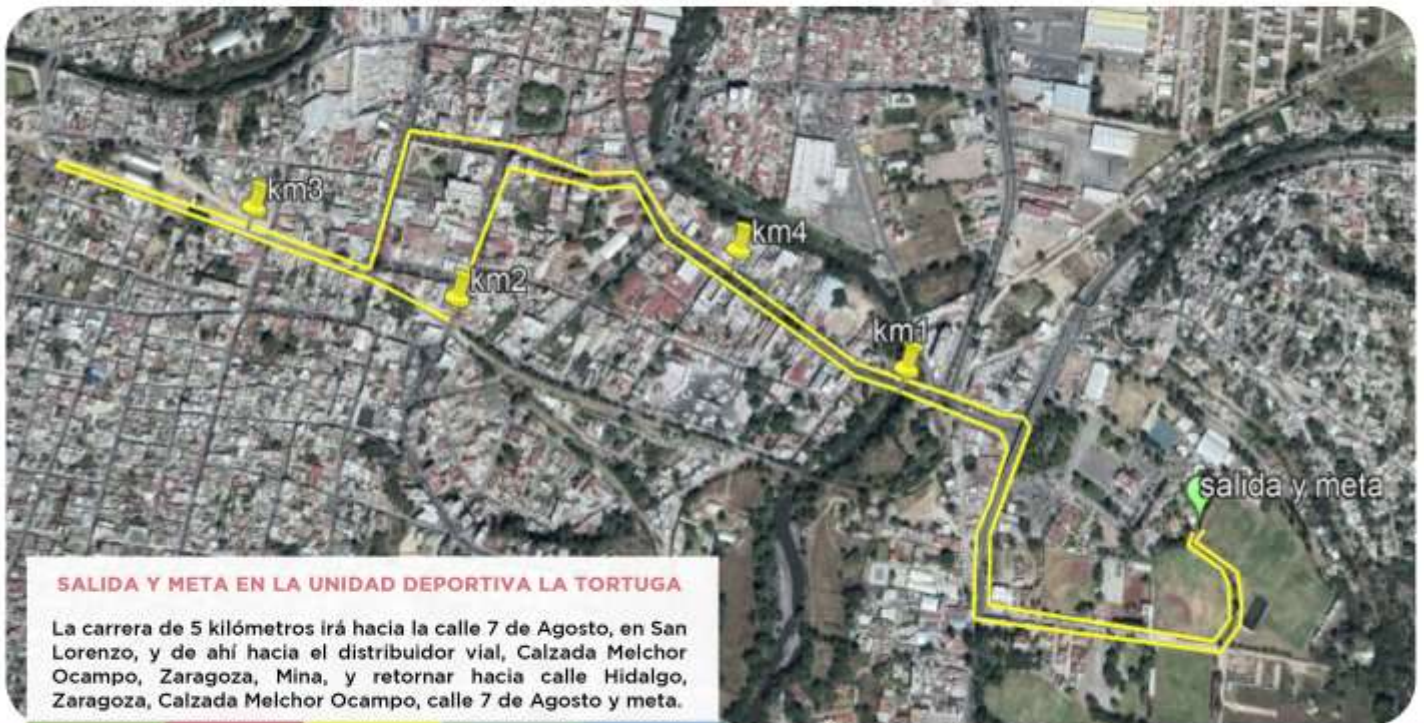 km3
km4
km2
km1
salida y meta
SALIDA Y META EN LA UNIDAD DEPORTIVA LA TORTUGA
La carrera de 5 kilómetros irá hacia la calle 7 de Agosto, en San
Lorenzo, y de ahí hacia el distribuidor vial, Calzada Melchor
Ocampo, Zaragoza, Mina, y retornar hacia calle Hidalgo,
Zaragoza, Calzada Melchor Ocampo, calle 7 de Agosto y meta.